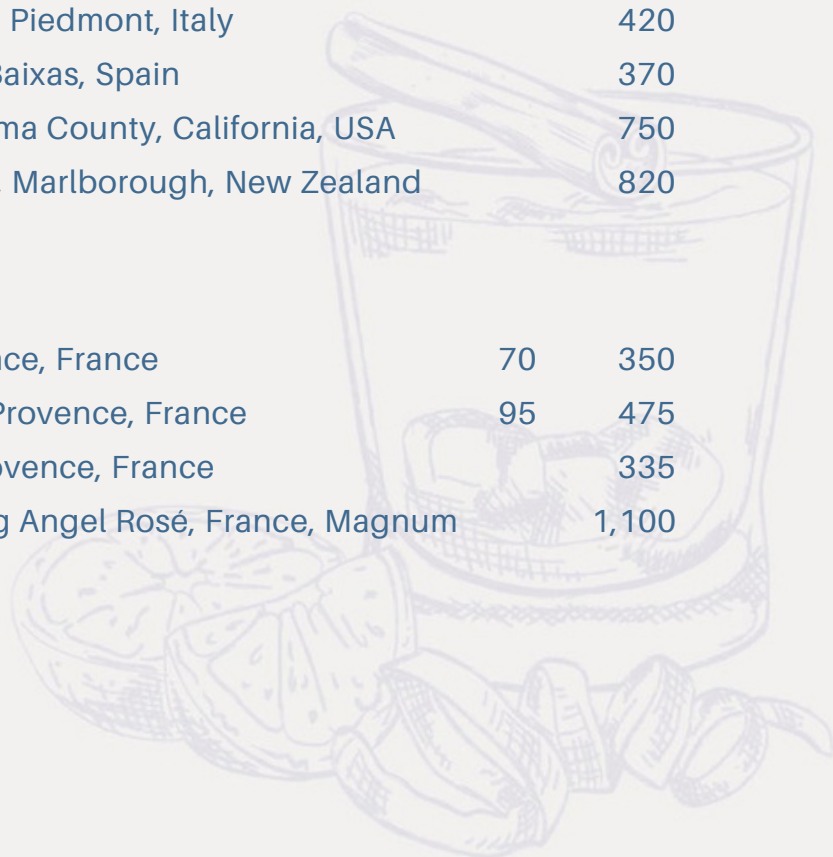 Piedmont, Italy 420
Baixas, Spain 370
ma County, California, USA 750
, Marlborough, New Zealand 820
nce, France 70 350
Provence, France 95 475
ovence, France 335
g Angel Rosé, France, Magnum 1,100